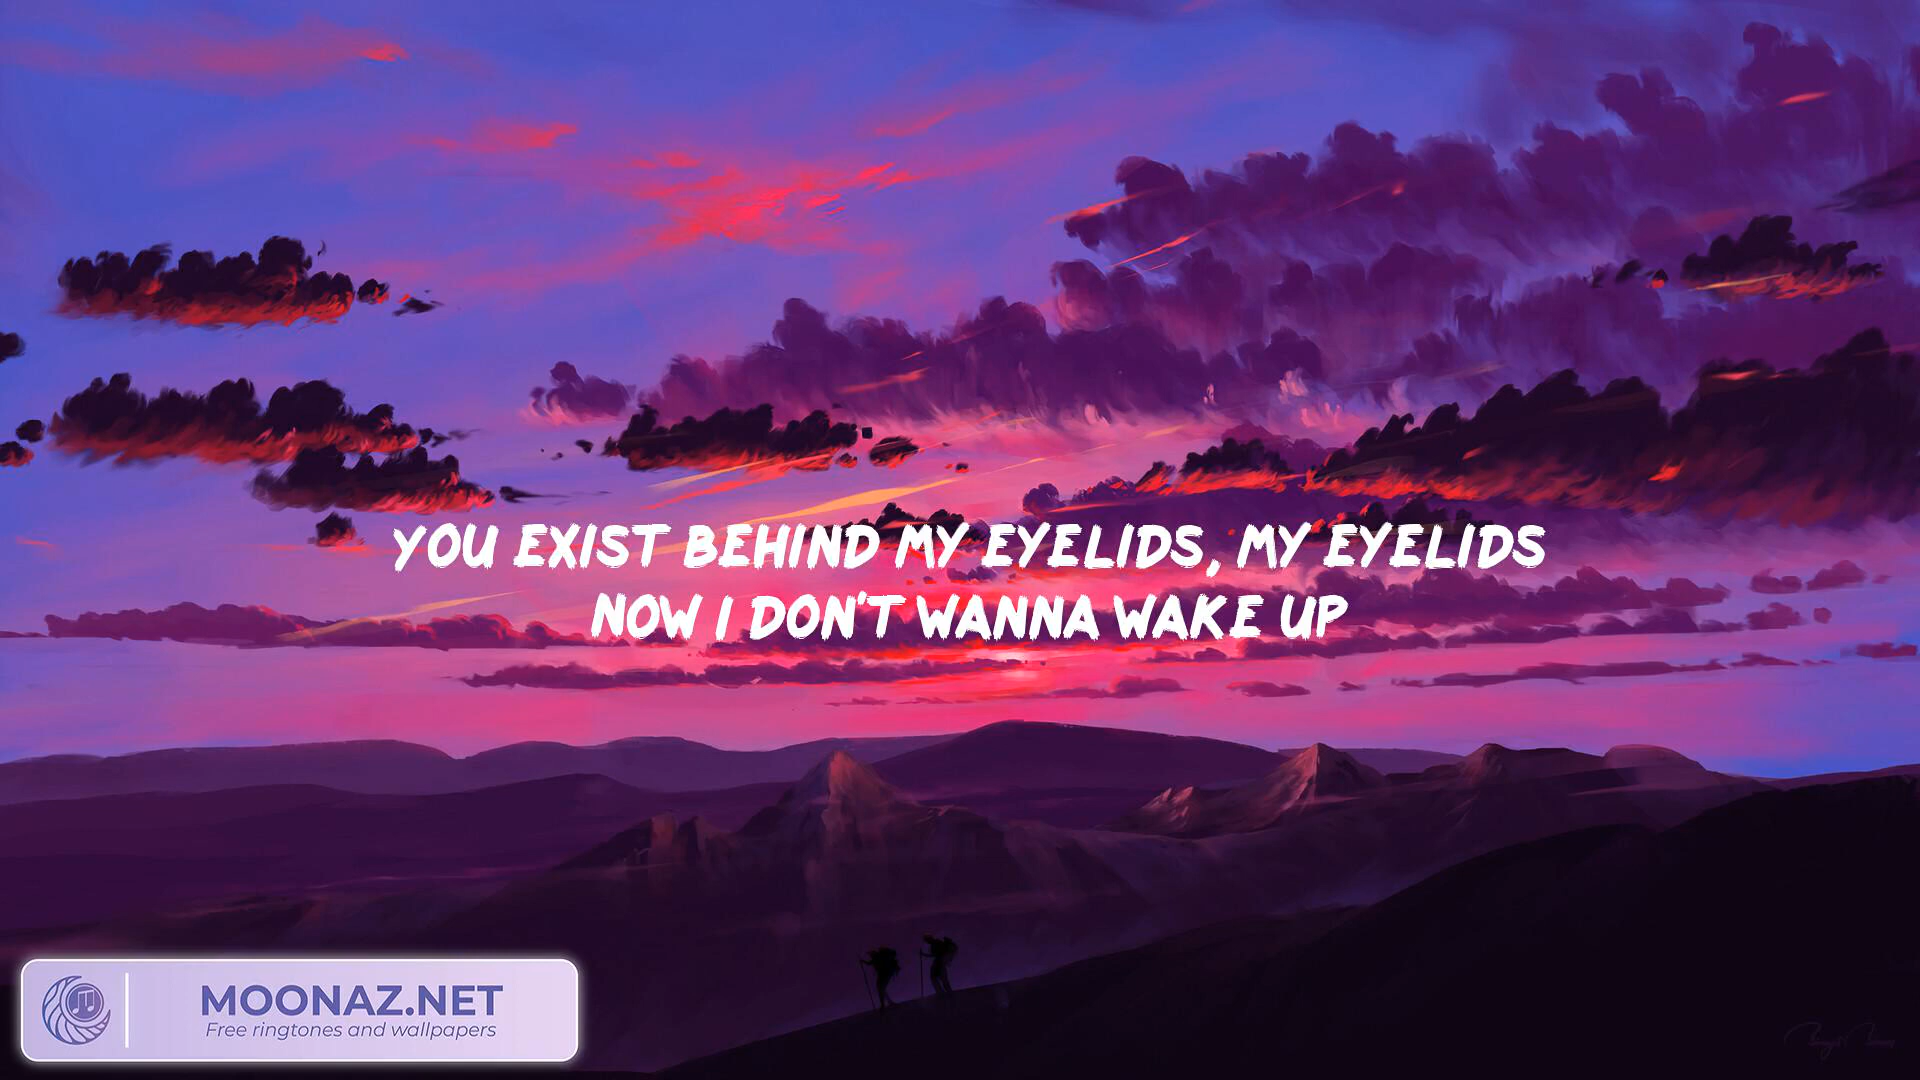 YOU EXIST BEHIND MY EYELIDS, MY EYELIDS
NOW I DON'T WANNA WAKE UP
MOONAZ.NET
Free ringtones and wallpapers